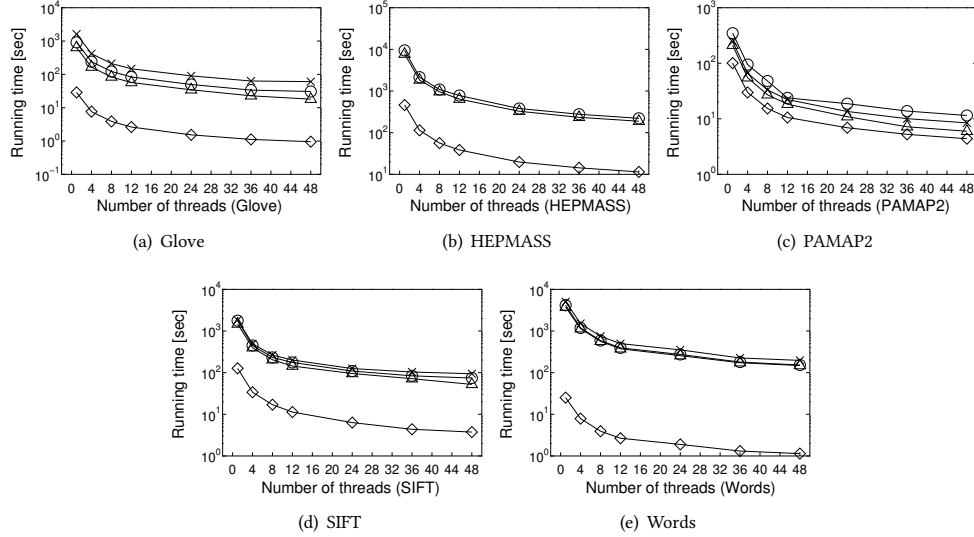 10⁴
10³
10²
10¹
10⁰
10⁻¹
Running time [sec]
0 4 8 12 16 20 24 28 32 36 40 44 48
Number of threads (Glove)
(a) Glove
10⁵
10⁴
10³
10²
10¹
Running time [sec]
0 4 8 12 16 20 24 28 32 36 40 44 48
Number of threads (HEPMASS)
(b) HEPMASS
10³
10²
10¹
10⁰
Running time [sec]
0 4 8 12 16 20 24 28 32 36 40 44 48
Number of threads (PAMAP2)
(c) PAMAP2
10⁴
10³
10²
10¹
10⁰
Running time [sec]
0 4 8 12 16 20 24 28 32 36 40 44 48
Number of threads (SIFT)
(d) SIFT
10⁴
10³
10²
10¹
10⁰
Running time [sec]
0 4 8 12 16 20 24 28 32 36 40 44 48
Number of threads (Words)
(e) Words